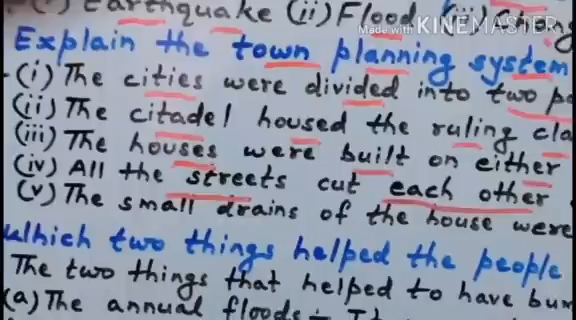 Earthquake (ii) Flood (iii)
Made with KINEMASTER
Explain the town planning system
(i) The cities were divided into two
(ii) The citadel housed the ruling
(iii) The houses were built on either
(iv) All the streets cut each other
(v) The small drains of the house were
Which two things helped the people
The two things that helped to have
(a) The annual floods